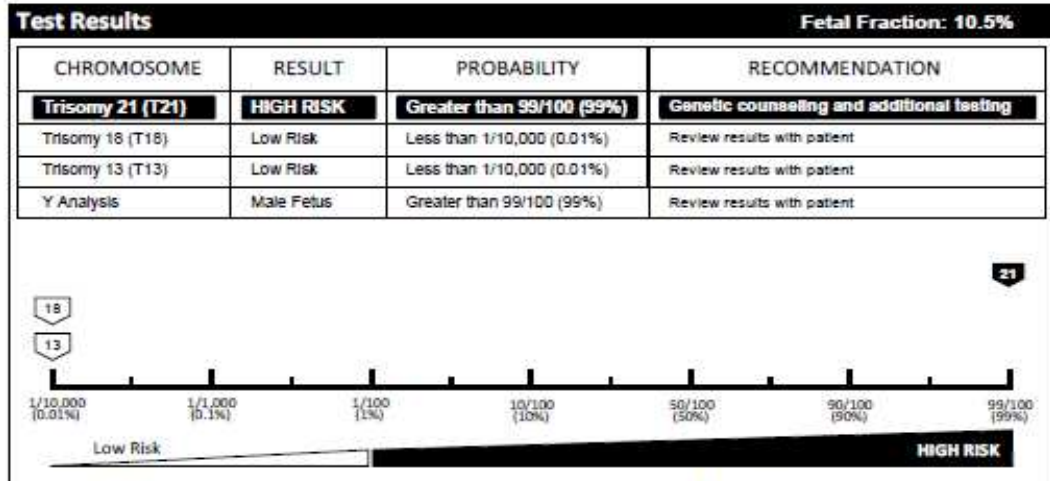 Test Results Fetal Fraction: 10.5%
CHROMOSOME RESULT PROBABILITY RECOMMENDATION
Trisomy 21 (T21) HIGH RISK Greater than 99/100 (99%) Genetic counseling and additional testing
Trisomy 18 (T18) Low Risk Less than 1/10,000 (0.01%) Review results with patient
Trisomy 13 (T13) Low Risk Less than 1/10,000 (0.01%) Review results with patient
Y Analysis Male Fetus Greater than 99/100 (99%) Review results with patient
21
18
13
1/10,000 1/1,000 1/100 10/100 50/100 90/100 99/100
(0.01%) (0.1%) (1%) (10%) (50%) (90%) (99%)
Low Risk HIGH RISK